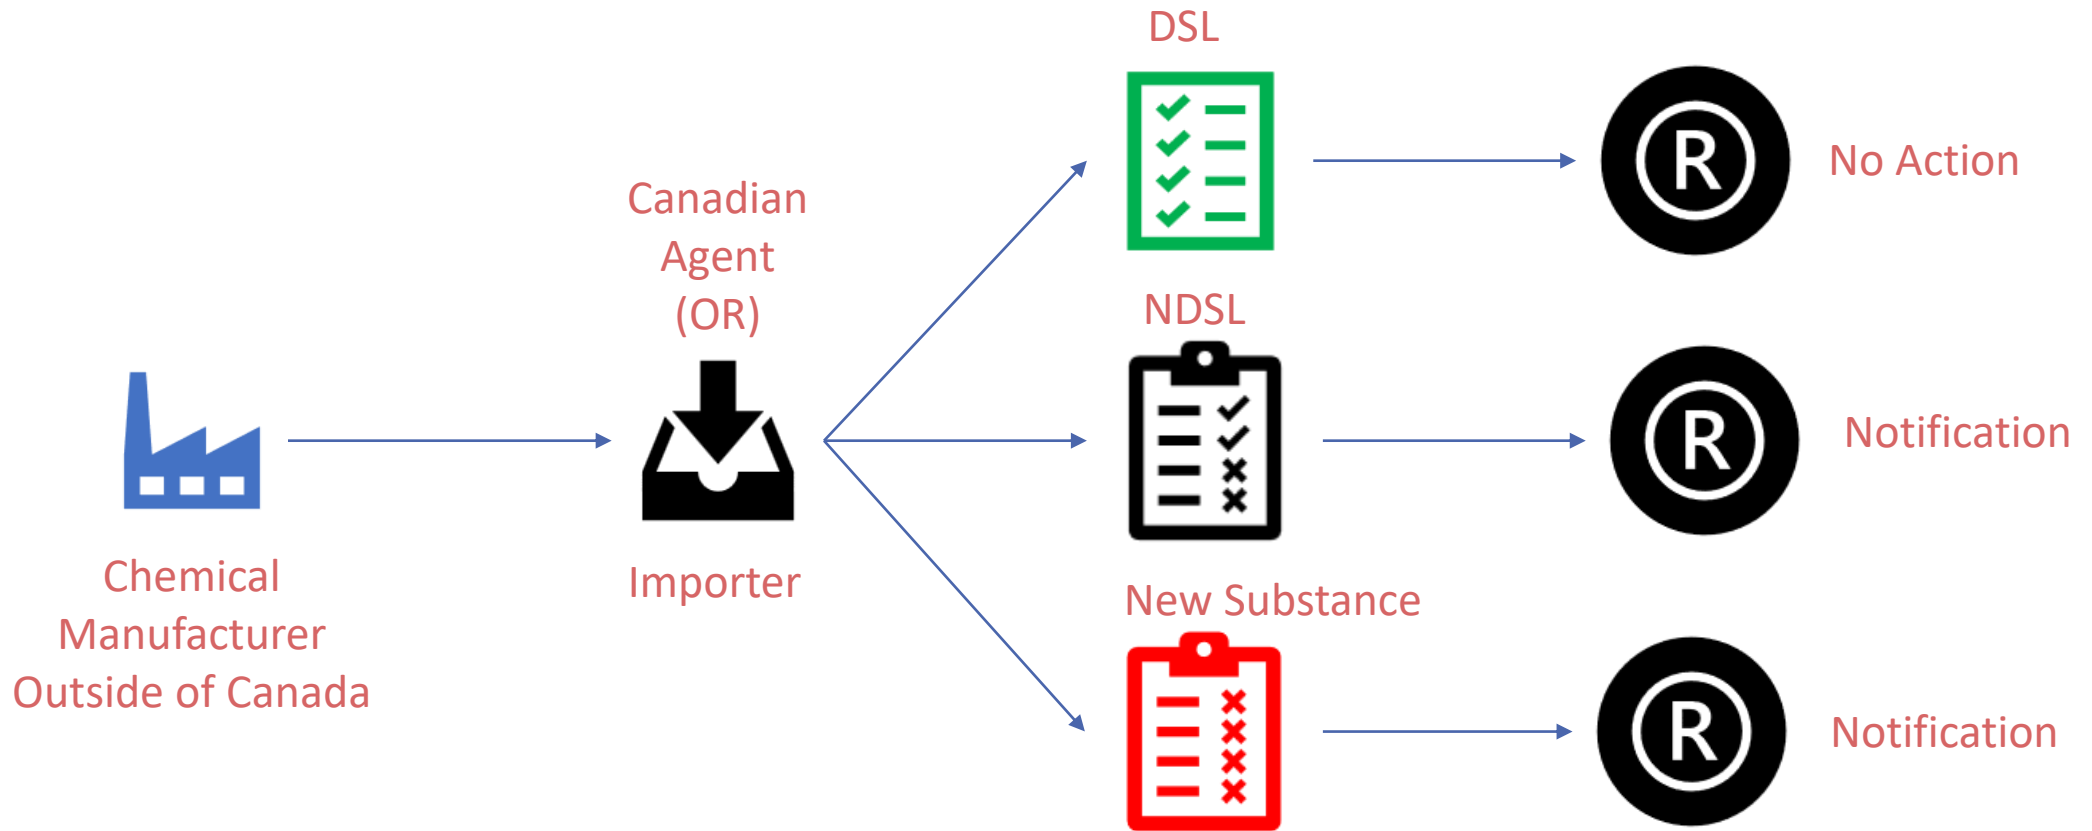 Chemical
Manufacturer
Outside of Canada
Canadian
Agent
(OR)
Importer
DSL
R
No Action
NDSL
R
Notification
New Substance
R
Notification